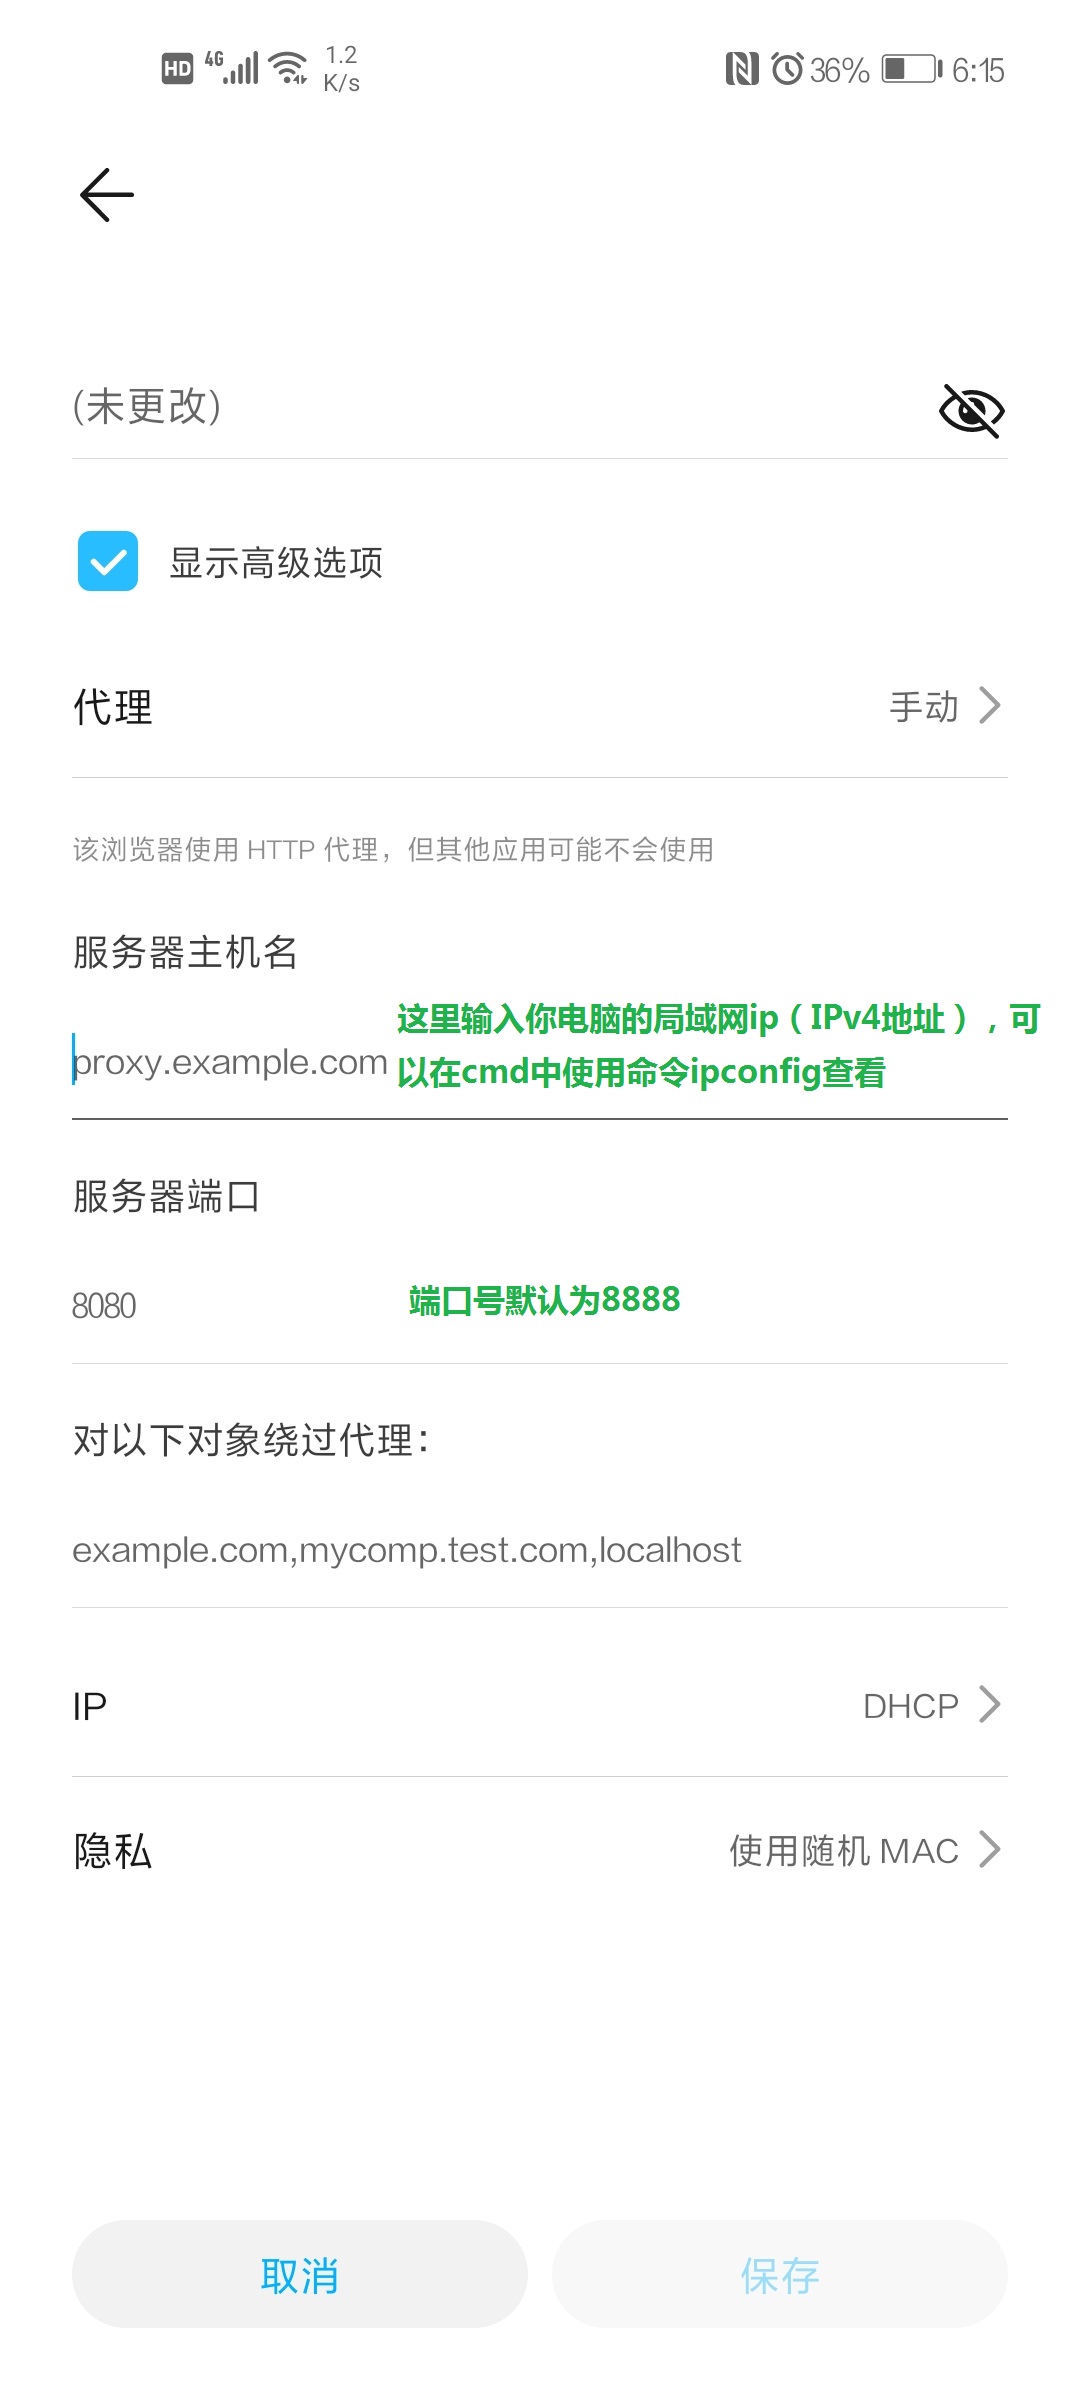 HD 4G 1.2 K/s 36% 6:15
(未更改)
显示高级选项
代理 手动
该浏览器使用 HTTP 代理，但其他应用可能不会使用
服务器主机名
这里输入你电脑的局域网ip（IPv4地址），可
proxy.example.com 以在cmd中使用命令ipconfig查看
服务器端口
8080 端口号默认为8888
对以下对象绕过代理：
example.com,mycomp.test.com,localhost
IP DHCP
隐私 使用随机 MAC
取消 保存